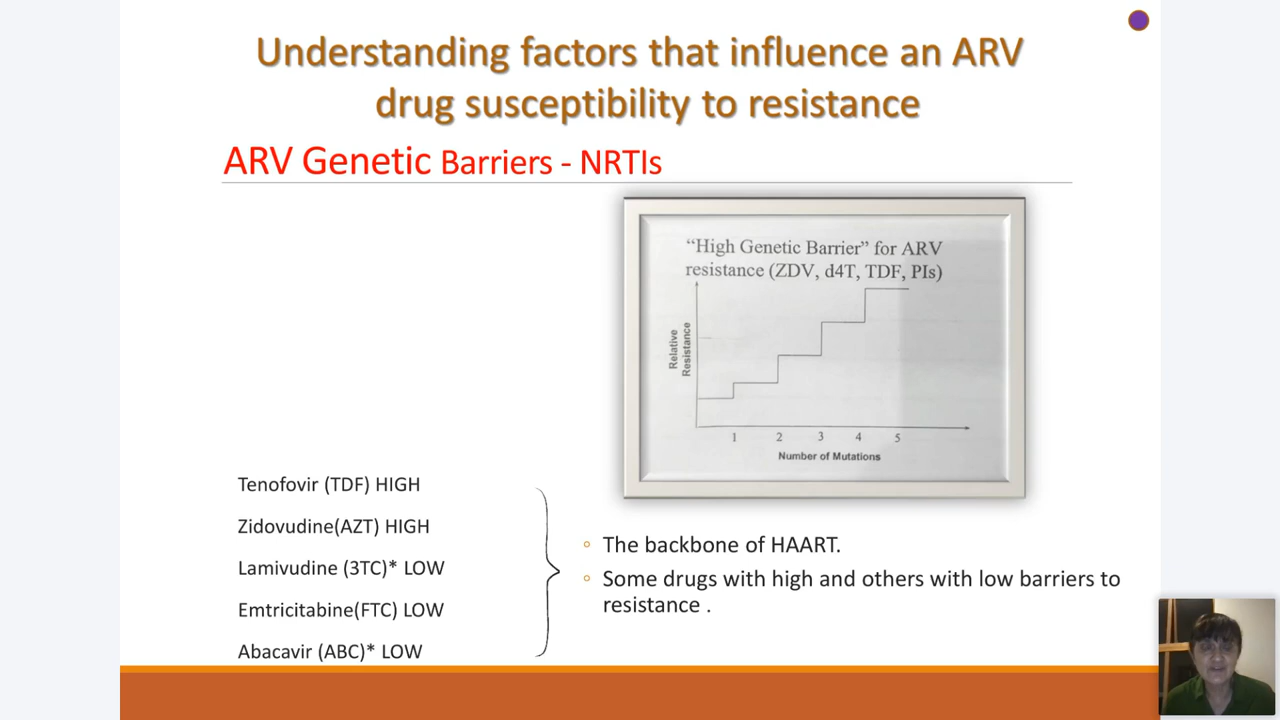 Understanding factors that influence an ARV
drug susceptibility to resistance
ARV Genetic Barriers - NRTIs
“High Genetic Barrier” for ARV
resistance (ZDV, d4T, TDF, PIs)
Relative
Resistance
1 2 3 4 5
Number of Mutations
Tenofovir (TDF) HIGH
Zidovudine(AZT) HIGH
Lamivudine (3TC)* LOW
Emtricitabine(FTC) LOW
Abacavir (ABC)* LOW
◦ The backbone of HAART.
◦ Some drugs with high and others with low barriers to
resistance .